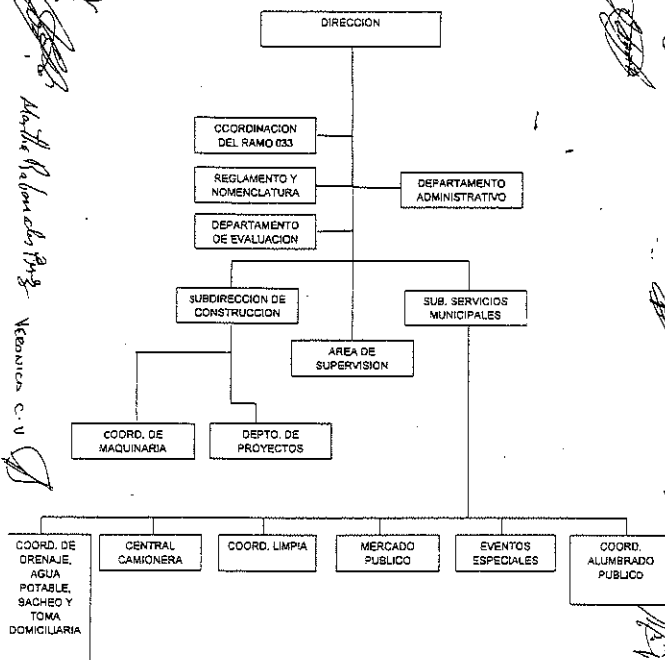 DIRECCION
COORDINACION
DEL RAMO 033
REGLAMENTO Y
NOMENCLATURA
DEPARTAMENTO
ADMINISTRATIVO
DEPARTAMENTO
DE EVALUACION
SUBDIRECCION DE
CONSTRUCCION
SUB. SERVICIOS
MUNICIPALES
AREA DE
SUPERVISION
COORD. DE
MAQUINARIA
DEPTO. DE
PROYECTOS
COORD. DE
DRENAJE,
AGUA
POTABLE,
BACHEO Y
TOMA
DOMICILIARIA
CENTRAL
CAMIONERA
COORD. LIMPIA
MERCADO
PUBLICO
EVENTOS
ESPECIALES
COORD.
ALUMBRADO
PUBLICO
Martha
VERONICA C. V